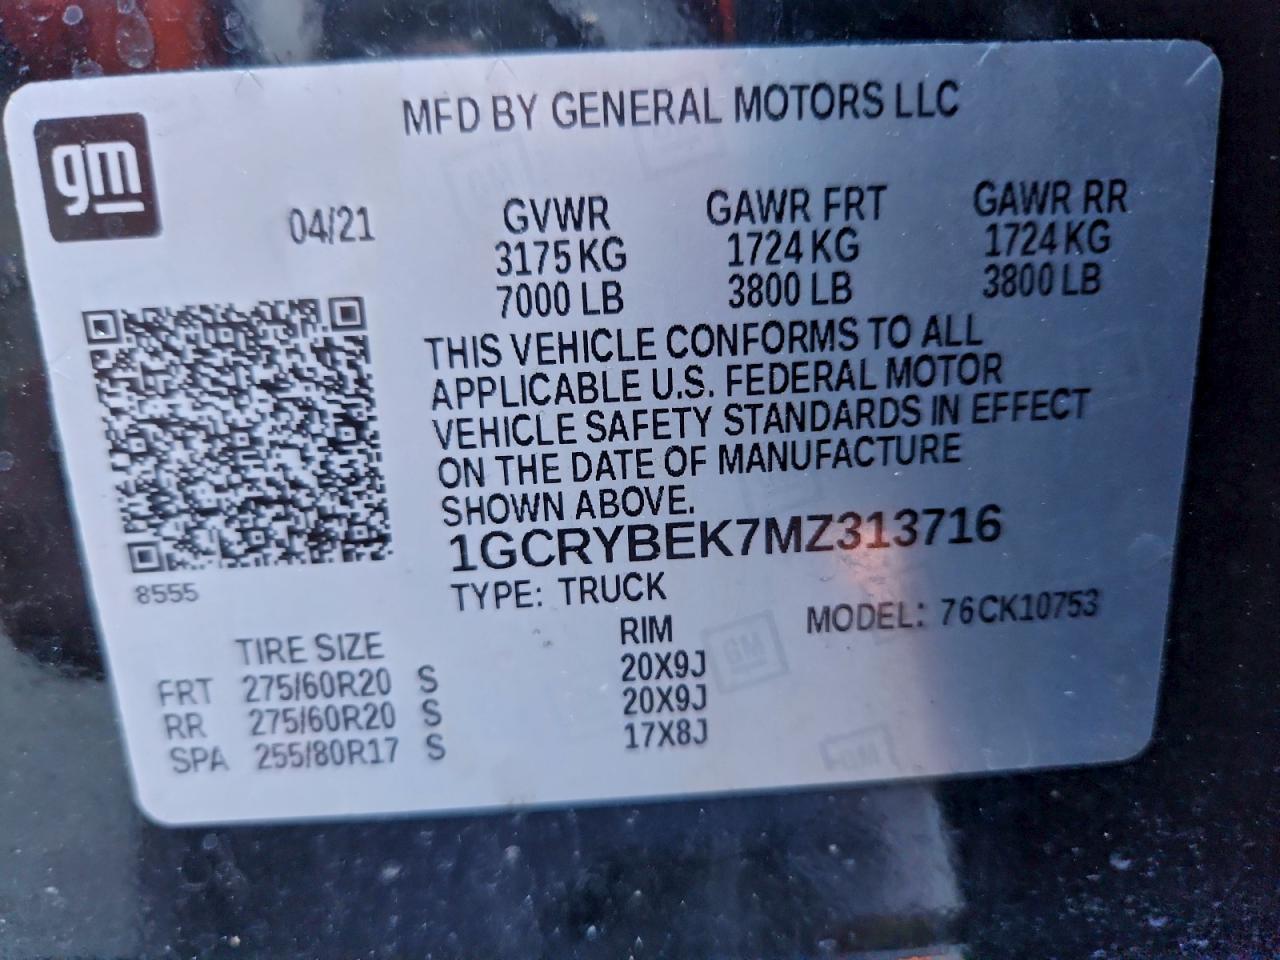 gm
MFD BY GENERAL MOTORS LLC
04/21 GVWR GAWR FRT GAWR RR
3175 KG 1724 KG 1724 KG
7000 LB 3800 LB 3800 LB
THIS VEHICLE CONFORMS TO ALL
APPLICABLE U.S. FEDERAL MOTOR
VEHICLE SAFETY STANDARDS IN EFFECT
ON THE DATE OF MANUFACTURE
SHOWN ABOVE.
1GCRYBEK7MZ313716
8555
TYPE: TRUCK MODEL: 76CK10753
TIRE SIZE RIM
FRT 275/60R20 S 20X9J
RR 275/60R20 S 20X9J
SPA 255/80R17 S 17X8J